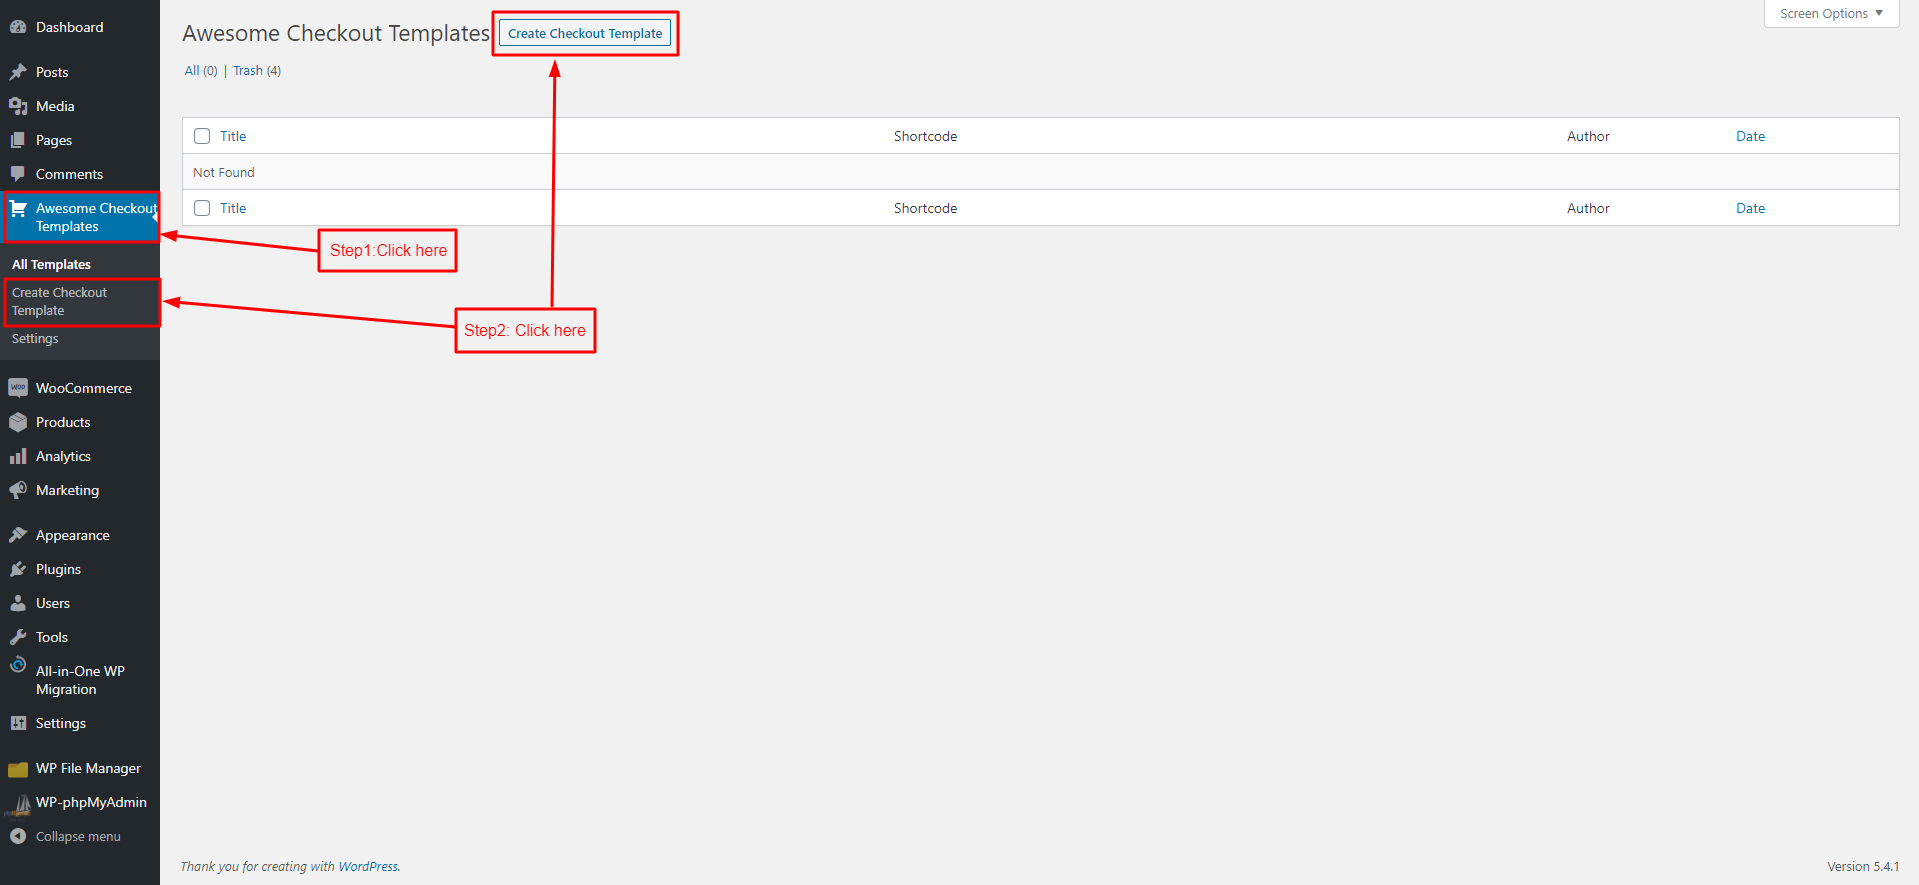 Dashboard
Posts
Media
Pages
Comments
Awesome Checkout
Templates
All Templates
Create Checkout
Template
Settings
WooCommerce
Products
Analytics
Marketing
Appearance
Plugins
Users
Tools
All-in-One WP
Migration
Settings
WP File Manager
WP-phpMyAdmin
Collapse menu
Awesome Checkout Templates Create Checkout Template
Screen Options
All (0) | Trash (4)
Title Shortcode Author Date
Not Found
Title Shortcode Author Date
Step1:Click here
Step2: Click here
Thank you for creating with WordPress.
Version 5.4.1